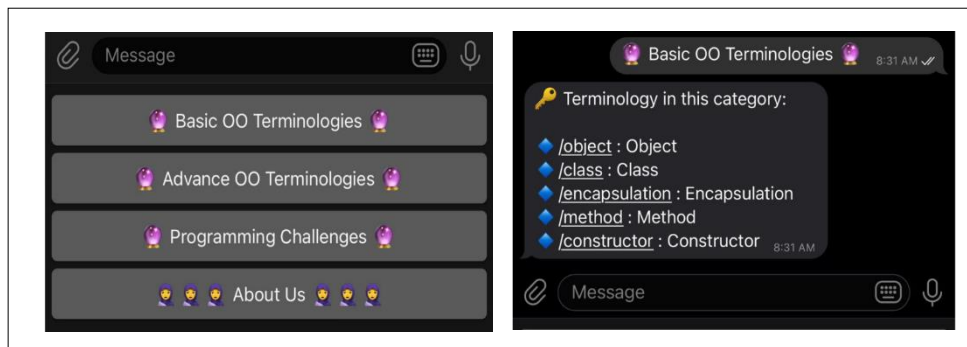 Message
🔮 Basic OO Terminologies 🔮
🔮 Advance OO Terminologies 🔮
🔮 Programming Challenges 🔮
🧕🧕🧕 About Us 🧕🧕🧕
🔮 Basic OO Terminologies 🔮 8:31 AM
🔑 Terminology in this category:
🔹 /object : Object
🔹 /class : Class
🔹 /encapsulation : Encapsulation
🔹 /method : Method
🔹 /constructor : Constructor 8:31 AM
Message